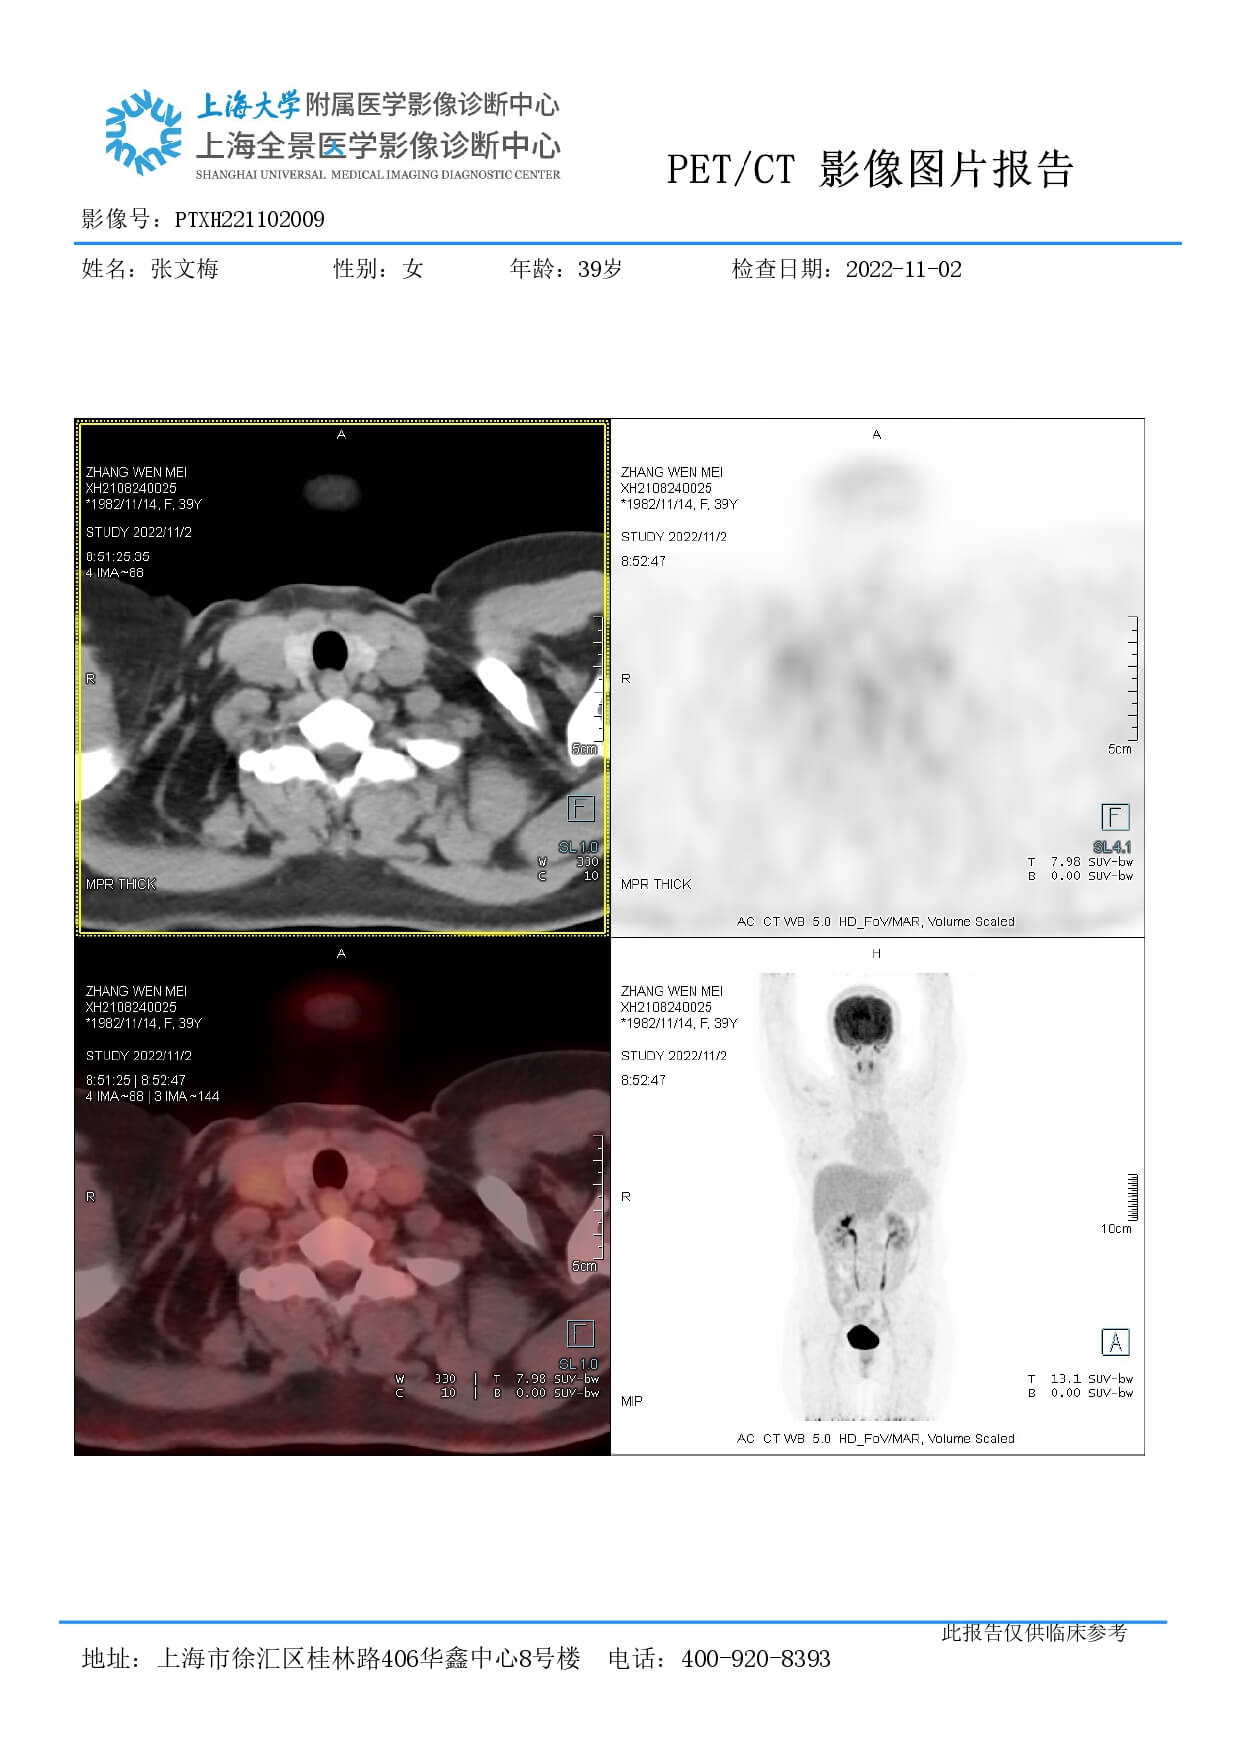 上海大学附属医学影像诊断中心
上海全景医学影像诊断中心
SHANGHAI UNIVERSAL MEDICAL IMAGING DIAGNOSTIC CENTER
PET/CT 影像图片报告
影像号：PTXH221102009
姓名：张文梅 性别：女 年龄：39岁 检查日期：2022-11-02
A
ZHANG WEN MEI
XH2108240025
*1982/11/14, F, 39Y
STUDY 2022/11/2
8:51:25.35
4 IMA~88
R
5cm
F
SL 1.0
W 330
C 10
MPR THICK
A
ZHANG WEN MEI
XH2108240025
*1982/11/14, F, 39Y
STUDY 2022/11/2
8:52:47
R
5cm
F
SL 4.1
T 7.98 SUV-bw
B 0.00 SUV-bw
MPR THICK
AC CT WB 5.0 HD_FoV/MAR, Volume Scaled
A
ZHANG WEN MEI
XH2108240025
*1982/11/14, F, 39Y
STUDY 2022/11/2
8:51:25 | 8:52:47
4 IMA~88 | 3 IMA~144
R
5cm
F
SL 1.0
W 330 | T 7.98 SUV-bw
C 10 | B 0.00 SUV-bw
H
ZHANG WEN MEI
XH2108240025
*1982/11/14, F, 39Y
STUDY 2022/11/2
8:52:47
R
10cm
A
T 13.1 SUV-bw
B 0.00 SUV-bw
MIP
AC CT WB 5.0 HD_FoV/MAR, Volume Scaled
此报告仅供临床参考
地址：上海市徐汇区桂林路406华鑫中心8号楼 电话：400-920-8393